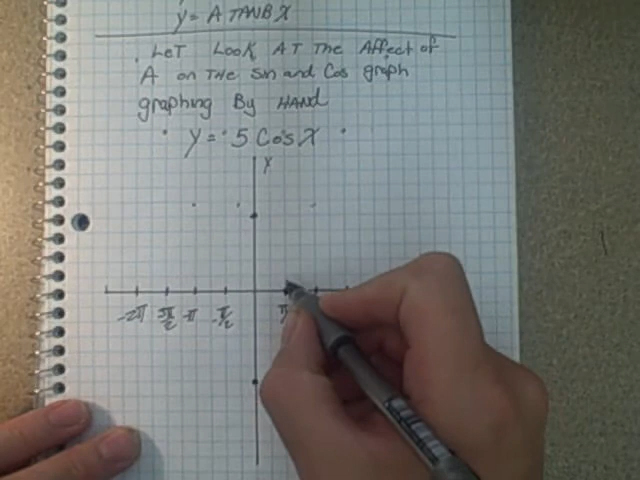 y = A TANBX
LET LOOK AT THE Affect of
A on THE Sin and Cos graph
graphing By HAND
y = 5 Cos X
Y
-2π 3π/2 -π -π/2 π